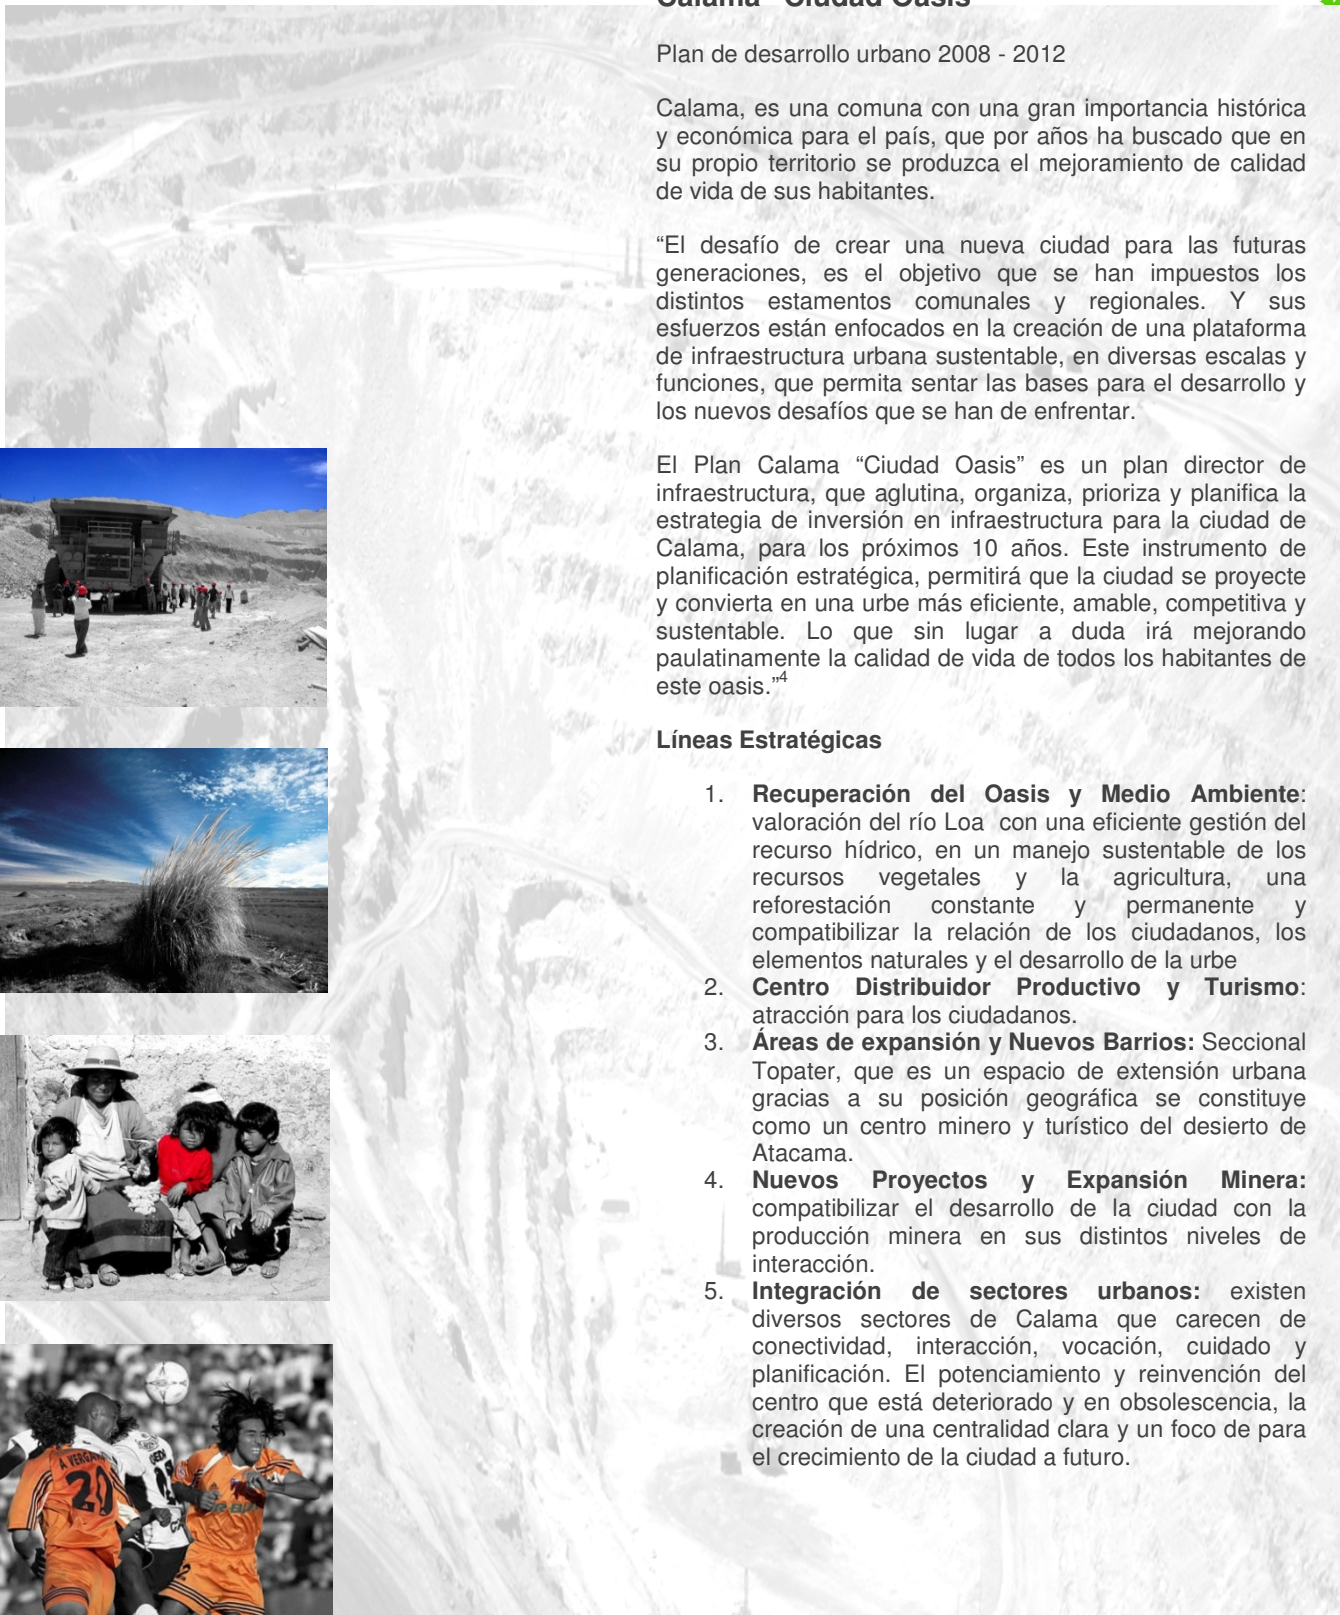 Calama "Ciudad Oasis"
Plan de desarrollo urbano 2008 - 2012
Calama, es una comuna con una gran importancia histórica
y económica para el país, que por años ha buscado que en
su propio territorio se produzca el mejoramiento de calidad
de vida de sus habitantes.
“El desafío de crear una nueva ciudad para las futuras
generaciones, es el objetivo que se han impuestos los
distintos estamentos comunales y regionales. Y sus
esfuerzos están enfocados en la creación de una plataforma
de infraestructura urbana sustentable, en diversas escalas y
funciones, que permita sentar las bases para el desarrollo y
los nuevos desafíos que se han de enfrentar.
El Plan Calama “Ciudad Oasis” es un plan director de
infraestructura, que aglutina, organiza, prioriza y planifica la
estrategia de inversión en infraestructura para la ciudad de
Calama, para los próximos 10 años. Este instrumento de
planificación estratégica, permitirá que la ciudad se proyecte
y convierta en una urbe más eficiente, amable, competitiva y
sustentable. Lo que sin lugar a duda irá mejorando
paulatinamente la calidad de vida de todos los habitantes de
este oasis.”4
Líneas Estratégicas
1. Recuperación del Oasis y Medio Ambiente:
valoración del río Loa con una eficiente gestión del
recurso hídrico, en un manejo sustentable de los
recursos vegetales y la agricultura, una
reforestación constante y permanente y
compatibilizar la relación de los ciudadanos, los
elementos naturales y el desarrollo de la urbe
2. Centro Distribuidor Productivo y Turismo:
atracción para los ciudadanos.
3. Áreas de expansión y Nuevos Barrios: Seccional
Topater, que es un espacio de extensión urbana
gracias a su posición geográfica se constituye
como un centro minero y turístico del desierto de
Atacama.
4. Nuevos Proyectos y Expansión Minera:
compatibilizar el desarrollo de la ciudad con la
producción minera en sus distintos niveles de
interacción.
5. Integración de sectores urbanos: existen
diversos sectores de Calama que carecen de
conectividad, interacción, vocación, cuidado y
planificación. El potenciamiento y reinvención del
centro que está deteriorado y en obsolescencia, la
creación de una centralidad clara y un foco de para
el crecimiento de la ciudad a futuro.
20